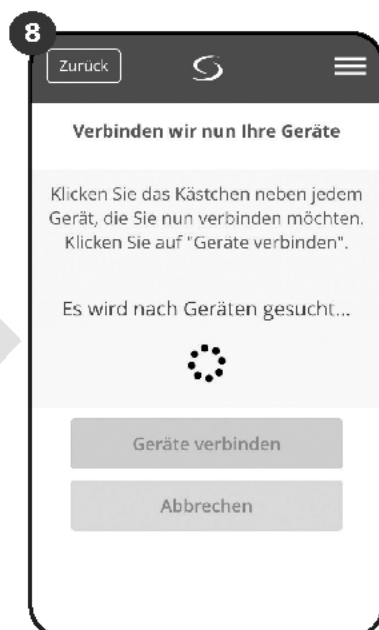 8
Zurück
Verbinden wir nun Ihre Geräte
Klicken Sie das Kästchen neben jedem
Gerät, die Sie nun verbinden möchten.
Klicken Sie auf "Geräte verbinden".
Es wird nach Geräten gesucht...
Geräte verbinden
Abbrechen